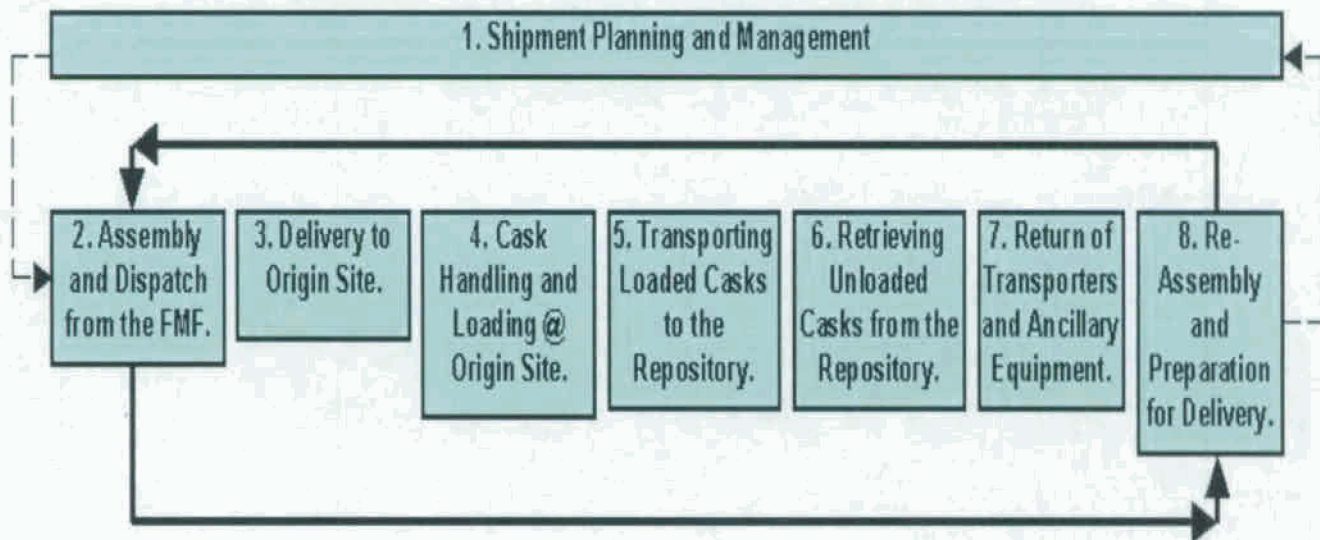 1. Shipment Planning and Management
2. Assembly
and Dispatch
from the FMF.
3. Delivery to
Origin Site.
4. Cask
Handling and
Loading @
Origin Site.
5. Transporting
Loaded Casks
to the
Repository.
6. Retrieving
Unloaded
Casks from the
Repository.
7. Return of
Transporters
and Ancillary
Equipment.
8. Re-
Assembly
and
Preparation
for Delivery.